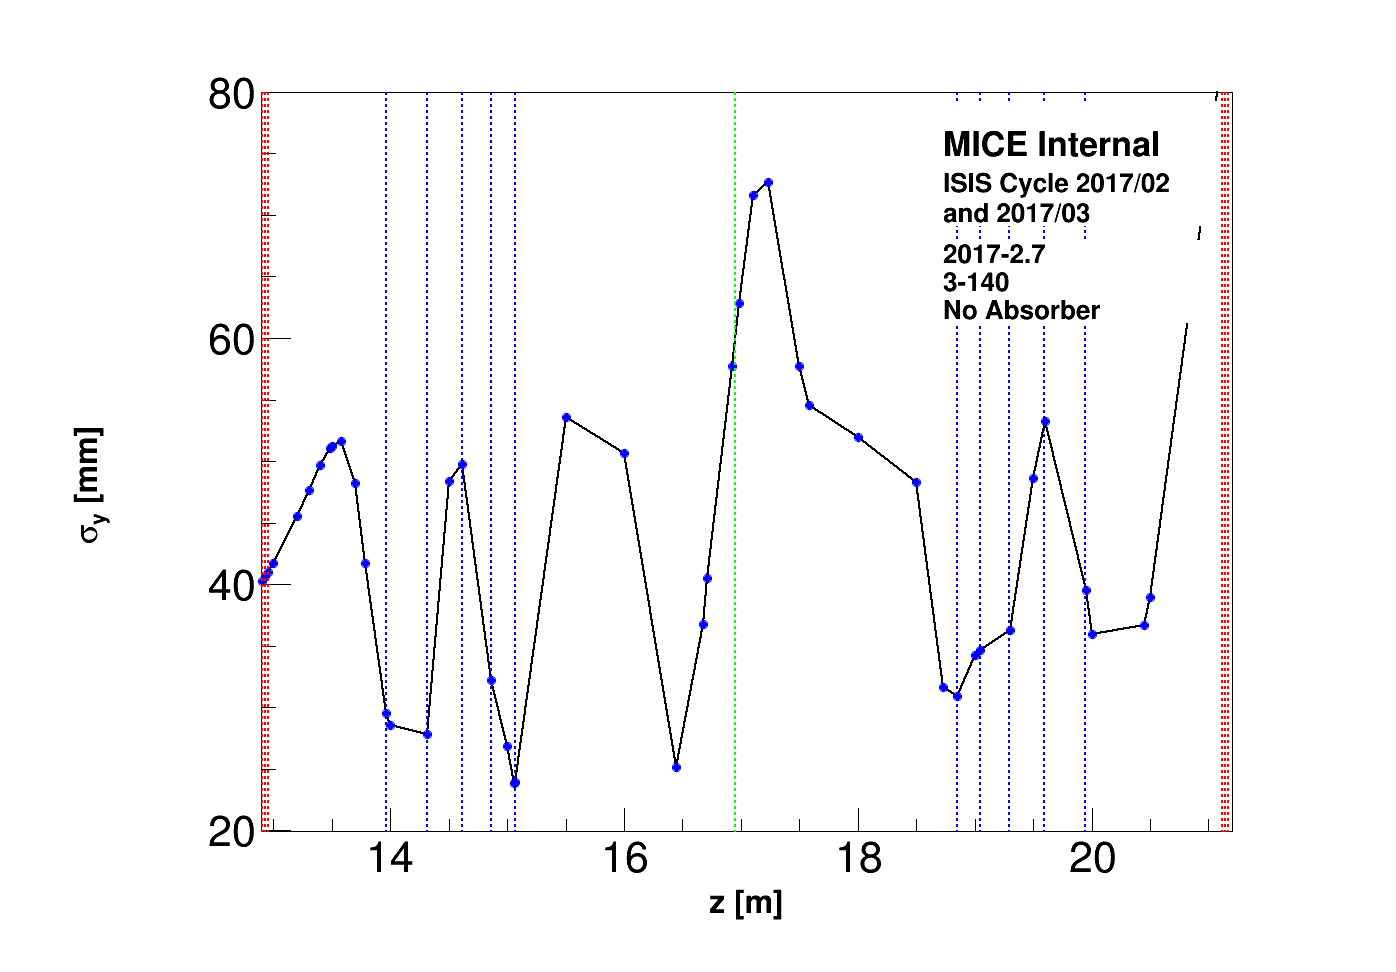 80
60
40
20
14
16
18
20
z [m]
σy [mm]
MICE Internal
ISIS Cycle 2017/02
and 2017/03
2017-2.7
3-140
No Absorber